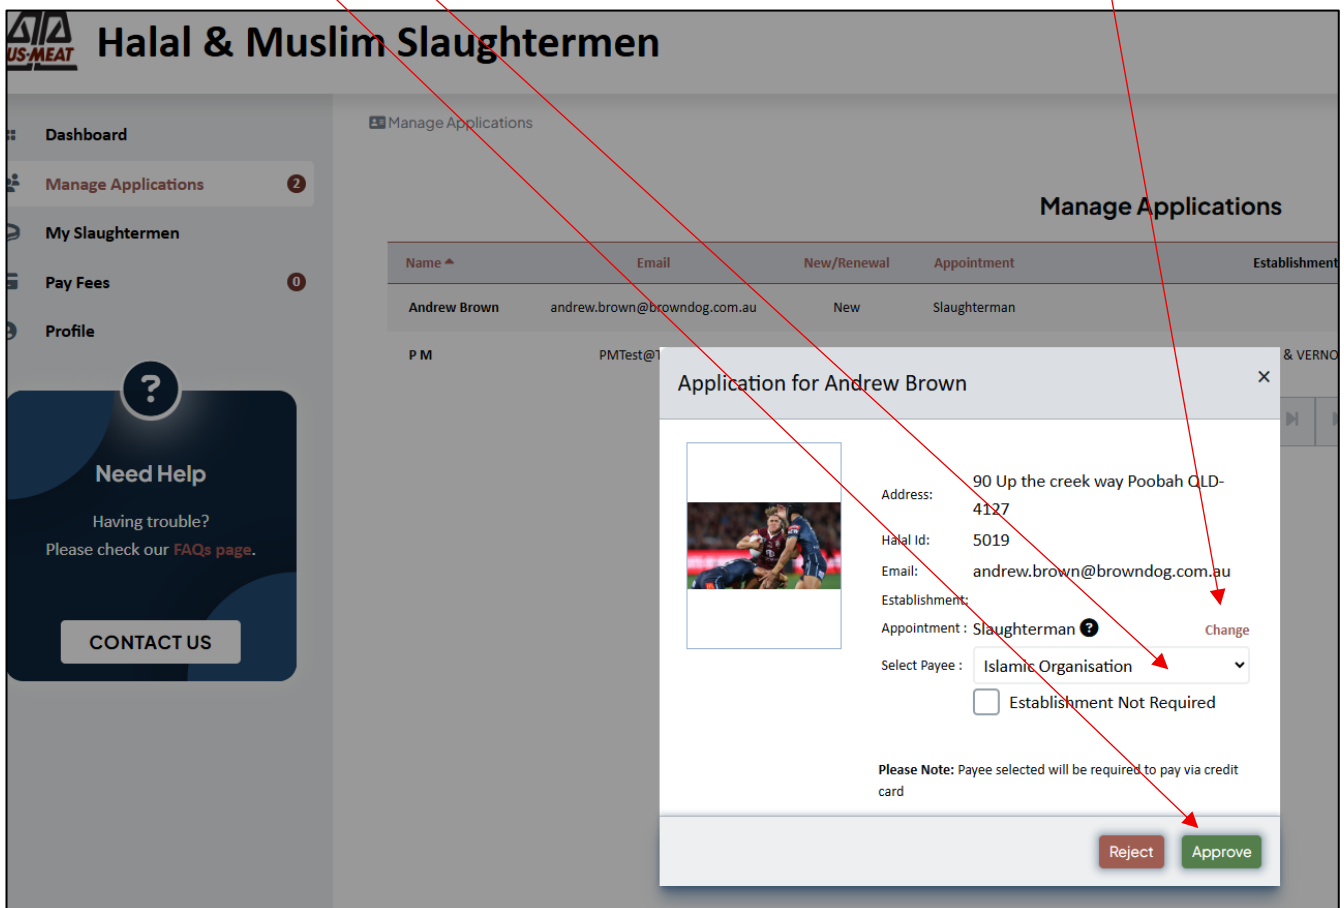 US-MEAT
Halal & Muslim Slaughtermen
Dashboard
Manage Applications 2
My Slaughtermen
Pay Fees 0
Profile
?
Need Help
Having trouble?
Please check our FAQs page.
CONTACT US
Manage Applications
Manage Applications
Name Email New/Renewal Appointment Establishment
Andrew Brown andrew.brown@browndog.com.au New Slaughterman
P M PMTest@T & VERNO
Application for Andrew Brown ×
Address: 90 Up the creek way Poobah QLD-
4127
Halal Id: 5019
Email: andrew.brown@browndog.com.au
Establishment:
Appointment : Slaughterman ? Change
Select Payee : Islamic Organisation
Establishment Not Required
Please Note: Payee selected will be required to pay via credit
card
Reject Approve